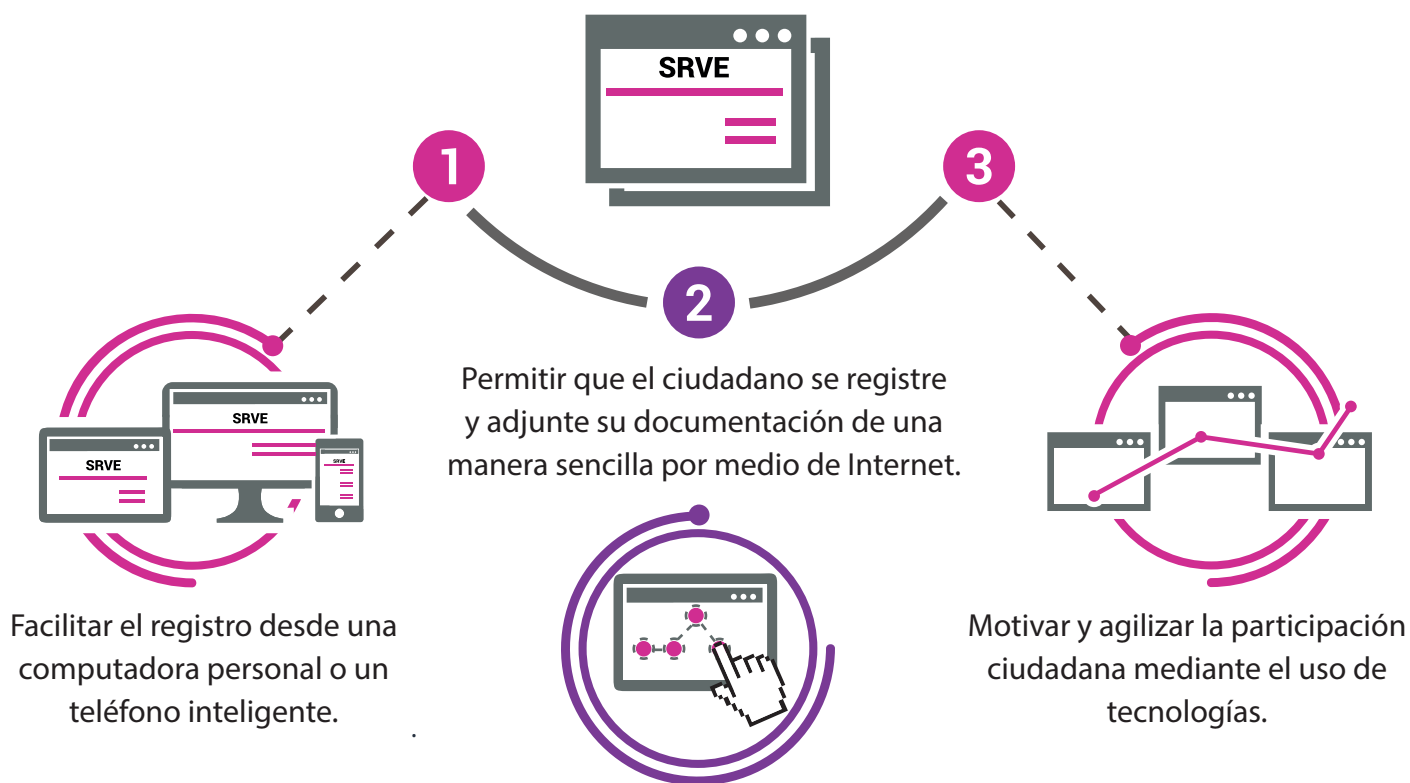 SRVE
1
3
2
Permitir que el ciudadano se registre
y adjunte su documentación de una
manera sencilla por medio de Internet.
SRVE
SRVE
SRVE
Facilitar el registro desde una
computadora personal o un
teléfono inteligente.
.
Motivar y agilizar la participación
ciudadana mediante el uso de
tecnologías.